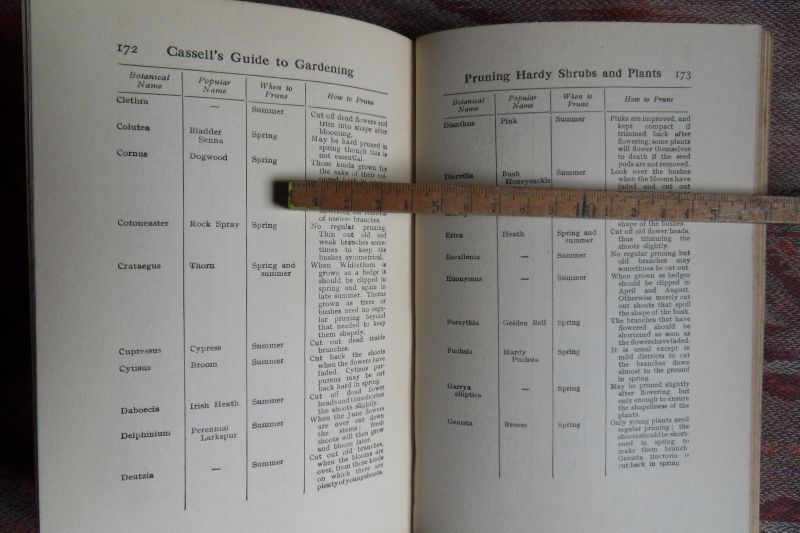 172 Cassell's Guide to Gardening
Botanical Name Popular Name When to Prune How to Prune
Clethra — Summer Cut off dead flowers and
trim into shape after
blooming.
Colutea Bladder Senna Spring May be hard pruned in
spring though this is
not essential.
Cornus Dogwood Spring Those kinds grown for
the sake of their col-
of useless branches.
Cotoneaster Rock Spray Spring No regular pruning.
Thin out old and
weak branches some-
times to keep the
bushes symmetrical.
Crataegus Thorn Spring and summer When Whitethorn is
grown as a hedge it
should be clipped in
spring and again in
late summer. Thorns
grown as trees or
bushes need no regu-
lar pruning beyond
that needed to keep
them shapely.
Cupressus Cypress Summer Cut out dead inside
branches.
Cytisus Broom Summer Cut back the shoots
when the flowers have
faded. Cytisus pur-
pureus may be cut
back hard in spring.
Daboecia Irish Heath Summer Cut off dead flower
heads and thus shorten
the shoots slightly.
Delphinium Perennial Larkspur Summer When the June flowers
are over cut down
the stems; fresh
shoots will then grow
and bloom later.
Deutzia — Summer Cut out old branches,
when the blooms are
over, from those kinds
on which there are
plenty of young shoots.
Pruning Hardy Shrubs and Plants 173
Botanical Name Popular Name When to Prune How to Prune
Dianthus Pink Summer Pinks are improved, and
kept compact if
trimmed back after
flowering; some plants
will flower themselves
to death if the seed
pods are not removed.
Diervilla Bush Honeysuckle Summer Look over the bushes
when the blooms have
faded and cut out
shape of the bushes.
Erica Heath Spring and summer Cut off old flower heads,
thus trimming the
shoots slightly.
Escallonia — Summer No regular pruning but
old branches may
sometimes be cut out.
Euonymus — Summer When grown as hedges
should be clipped in
April and August.
Otherwise merely cut
out shoots that spoil
the shape of the bush.
Forsythia Golden Bell Spring The branches that have
flowered should be
shortened as soon as
the flowers have faded.
Fuchsia Hardy Fuchsia Spring It is usual except in
mild districts to cut
the branches down
almost to the ground
in spring.
Garrya elliptica — Spring May be pruned slightly
after flowering, but
only enough to ensure
the shapeliness of the
plants.
Genista Broom Spring Only young plants need
regular pruning; the
shoots should be short-
ened in spring to
make them branch
Genista tinctoria is
cut back in spring